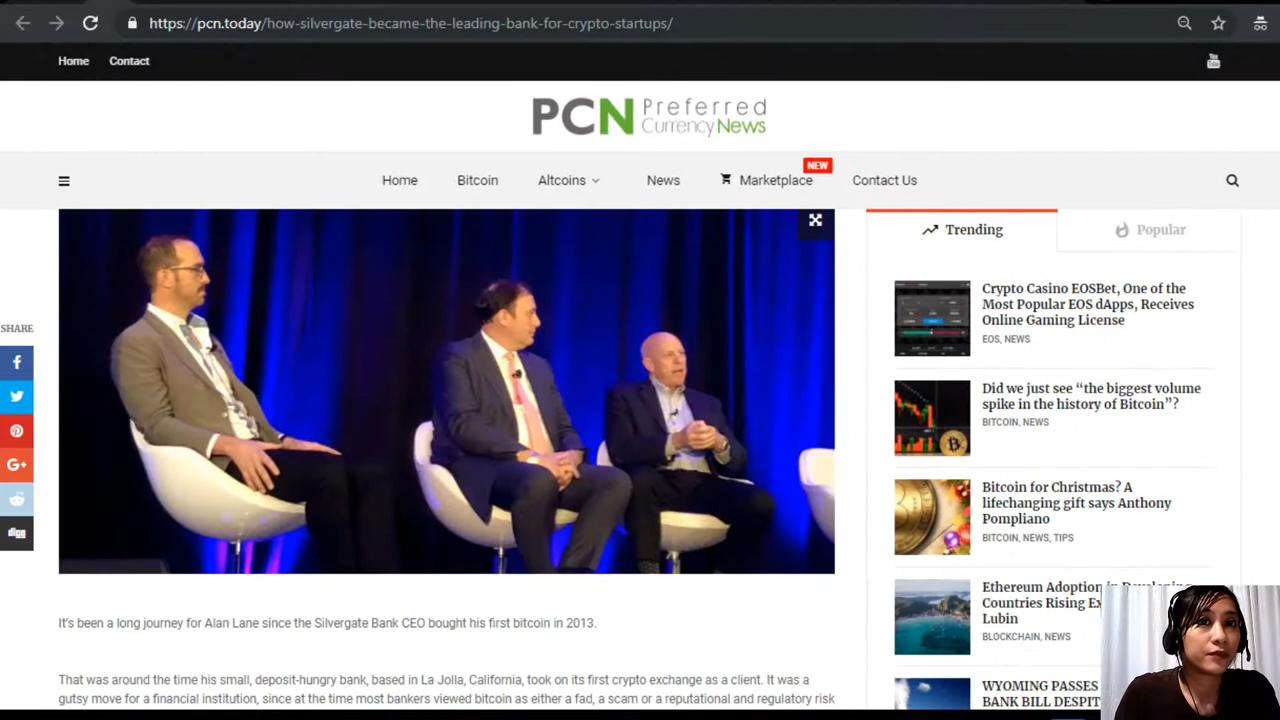 https://pcn.today/how-silvergate-became-the-leading-bank-for-crypto-startups/
Home Contact
You Tube
PCN Preferred
Currency News
NEW
Home Bitcoin Altcoins News Marketplace Contact Us
Trending Popular
Crypto Casino EOSBet, One of the
Most Popular EOS dApps, Receives
Online Gaming License
EOS, NEWS
SHARE
f
Did we just see “the biggest volume
spike in the history of Bitcoin”?
BITCOIN, NEWS
G+
digg
Bitcoin for Christmas? A
lifechanging gift says Anthony
Pompliano
BITCOIN, NEWS, TIPS
Ethereum Adoption in Developing
Countries Rising
Lubin
BLOCKCHAIN, NEWS
It's been a long journey for Alan Lane since the Silvergate Bank CEO bought his first bitcoin in 2013.
That was around the time his small, deposit-hungry bank, based in La Jolla, California, took on its first crypto exchange as a client. It was a
gutsy move for a financial institution, since at the time most bankers viewed bitcoin as either a fad, a scam or a reputational and regulatory risk
WYOMING PASSES
BANK BILL DESPIT